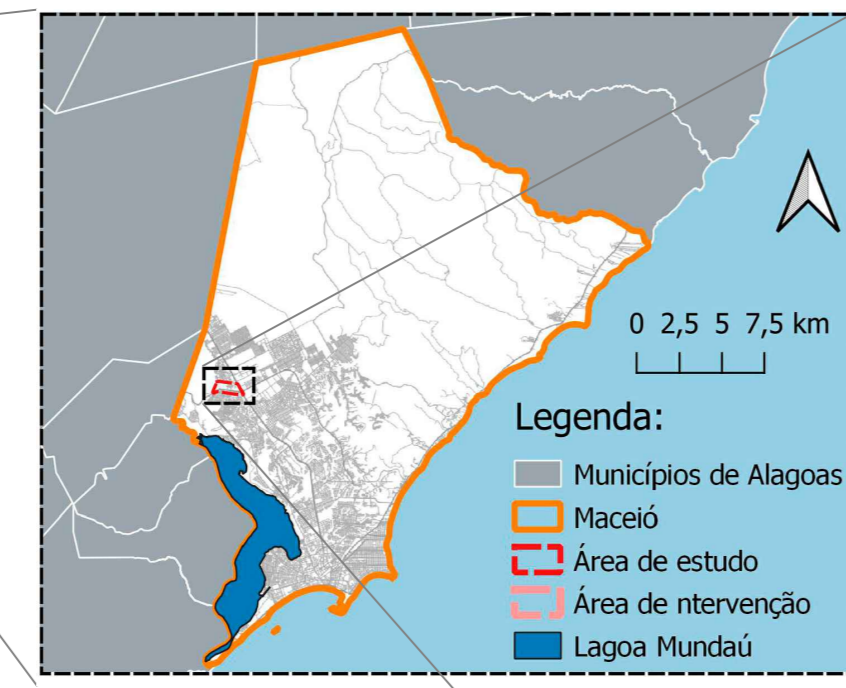 0 2,5 5 7,5 km
Legenda:
Municípios de Alagoas
Maceió
Área de estudo
Área de ntervenção
Lagoa Mundaú